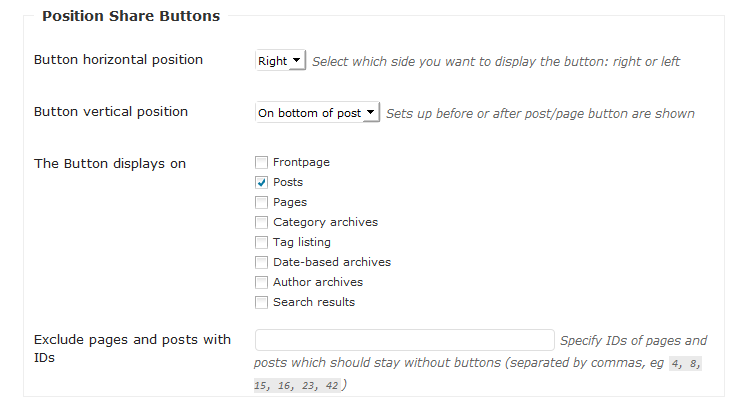 Position Share Buttons
Button horizontal position
Right Select which side you want to display the button: right or left
Button vertical position
On bottom of post Sets up before or after post/page button are shown
The Button displays on
Frontpage
Posts
Pages
Category archives
Tag listing
Date-based archives
Author archives
Search results
Exclude pages and posts with
IDs
Specify IDs of pages and
posts which should stay without buttons (separated by commas, eg 4, 8,
15, 16, 23, 42)